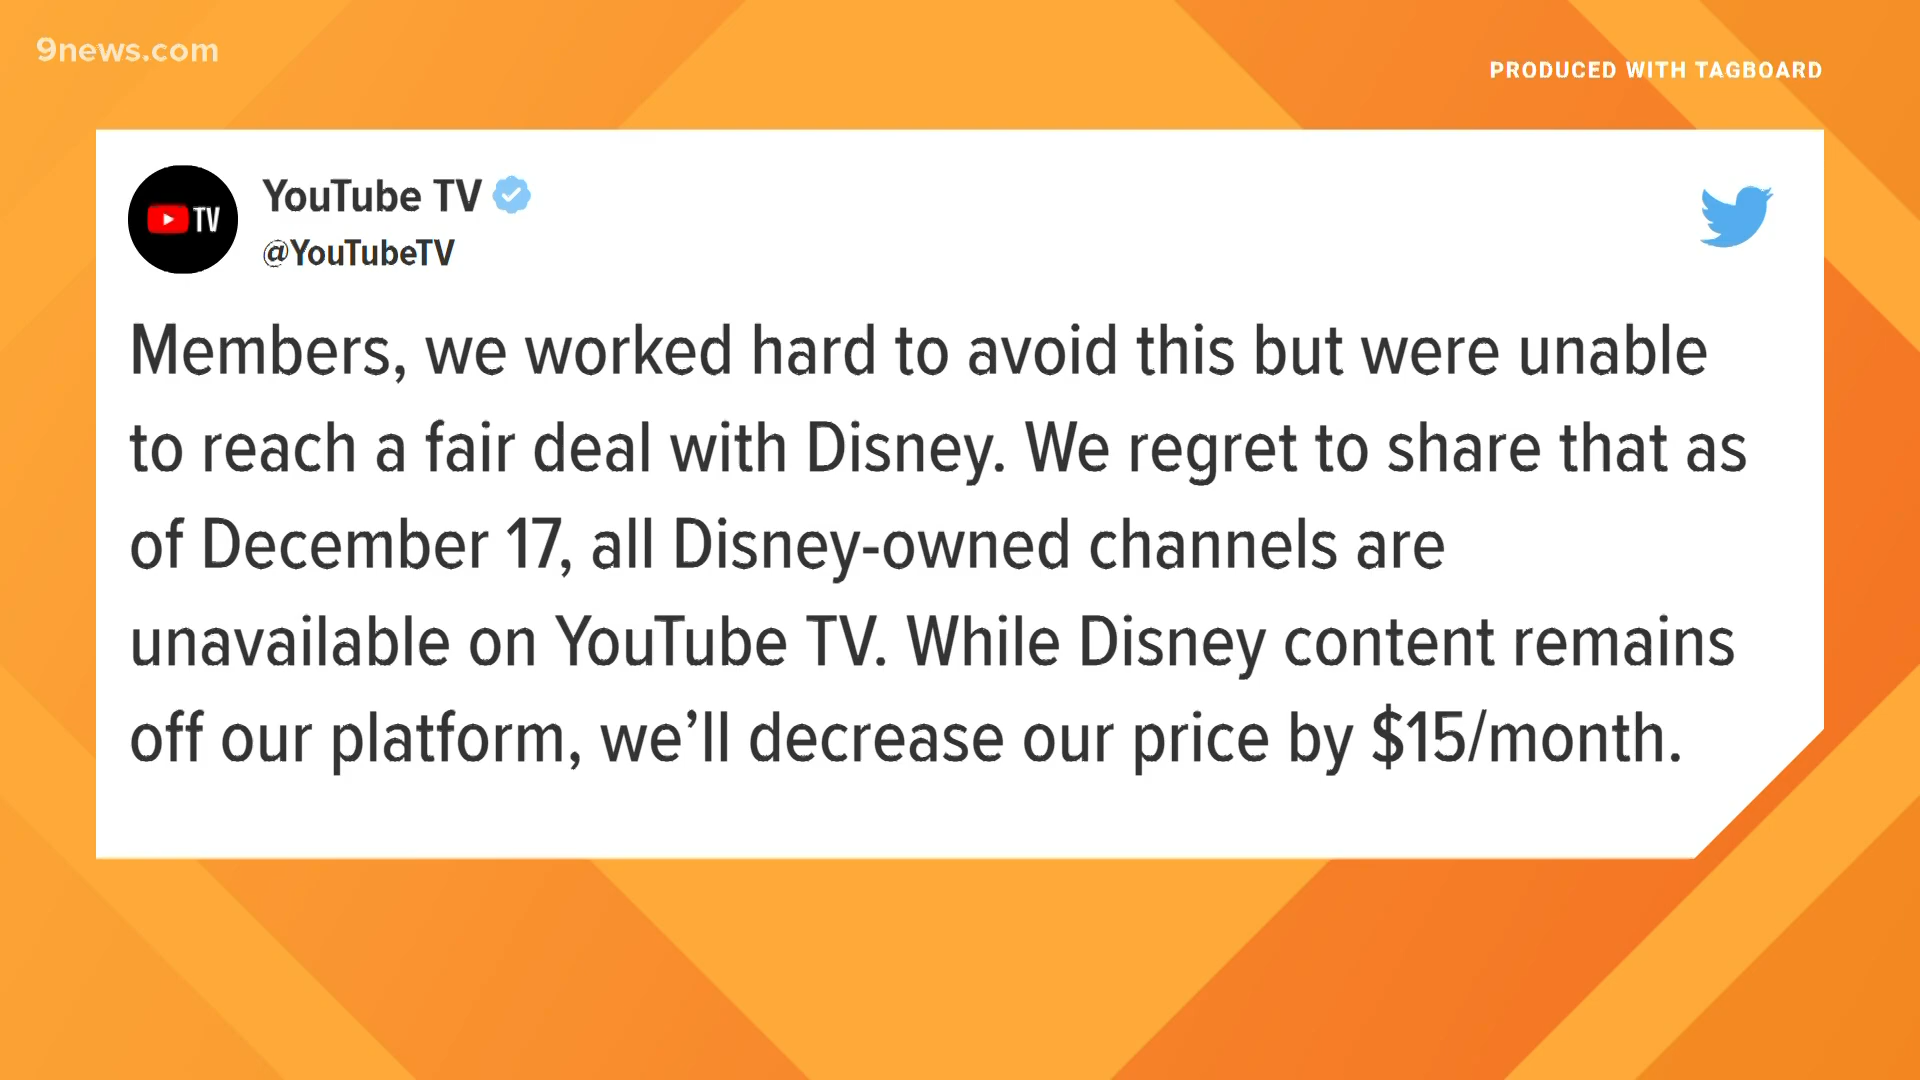 9news.com
PRODUCED WITH TAGBOARD
TV
YouTube TV
@YouTubeTV
Members, we worked hard to avoid this but were unable
to reach a fair deal with Disney. We regret to share that as
of December 17, all Disney-owned channels are
unavailable on YouTube TV. While Disney content remains
off our platform, we’ll decrease our price by $15/month.